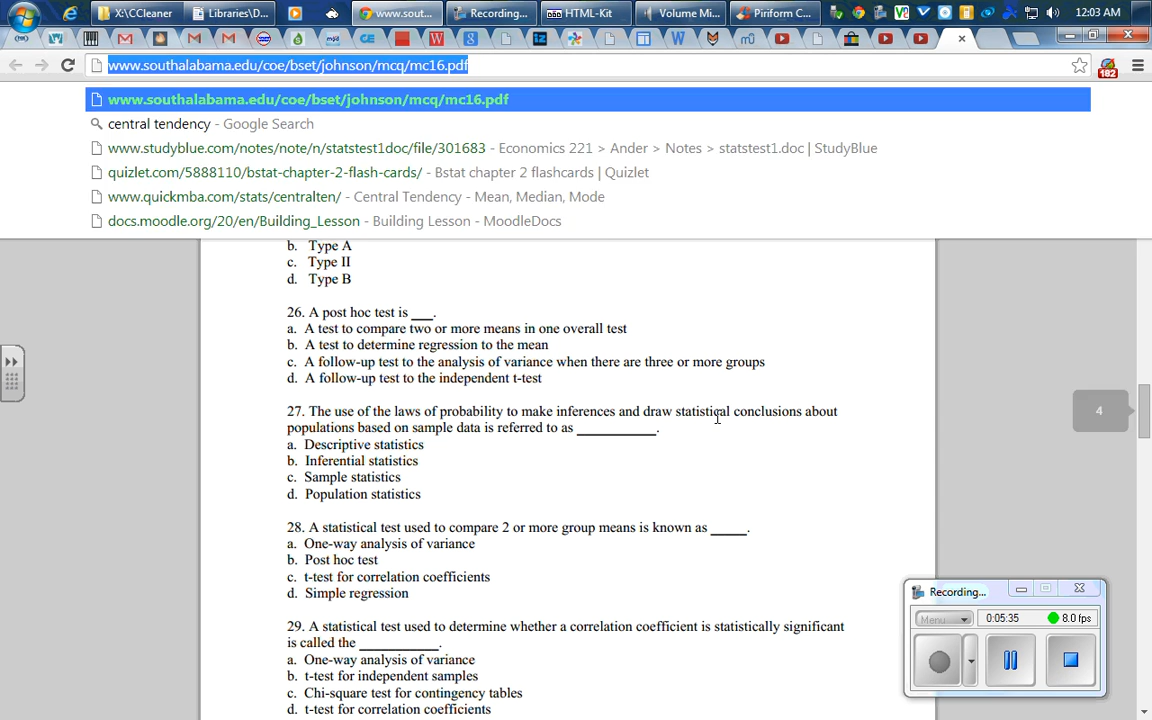 X:\CCleaner
Libraries\D...
www.sout...
Recording...
HTML-Kit
Volume Mi...
Piriform C...
12:03 AM
www.southalabama.edu/coe/bset/johnson/mcq/mc16.pdf
182
www.southalabama.edu/coe/bset/johnson/mcq/mc16.pdf
central tendency - Google Search
www.studyblue.com/notes/note/n/statstest1doc/file/301683 - Economics 221 > Ander > Notes > statstest1.doc | StudyBlue
quizlet.com/5888110/bstat-chapter-2-flash-cards/ - Bstat chapter 2 flashcards | Quizlet
www.quickmba.com/stats/centralten/ - Central Tendency - Mean, Median, Mode
docs.moodle.org/20/en/Building_Lesson - Building Lesson - MoodleDocs
b. Type A
c. Type II
d. Type B
26. A post hoc test is ___.
a. A test to compare two or more means in one overall test
b. A test to determine regression to the mean
c. A follow-up test to the analysis of variance when there are three or more groups
d. A follow-up test to the independent t-test
27. The use of the laws of probability to make inferences and draw statistical conclusions about
populations based on sample data is referred to as ___________.
a. Descriptive statistics
b. Inferential statistics
c. Sample statistics
d. Population statistics
4
28. A statistical test used to compare 2 or more group means is known as _____.
a. One-way analysis of variance
b. Post hoc test
c. t-test for correlation coefficients
d. Simple regression
29. A statistical test used to determine whether a correlation coefficient is statistically significant
is called the ___________.
a. One-way analysis of variance
b. t-test for independent samples
c. Chi-square test for contingency tables
d. t-test for correlation coefficients
Recording...
Menu
0:05:35
8.0 fps